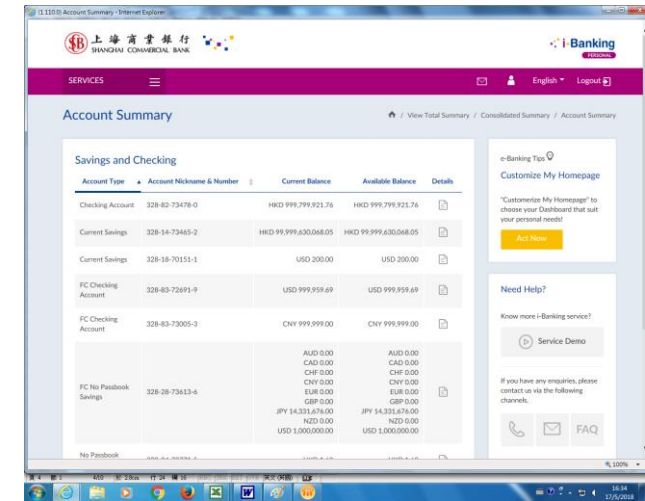 (1.110.0) Account Summary - Internet Explorer
上海商業銀行
SHANGHAI COMMERCIAL BANK
i-Banking
PERSONAL
SERVICES
English
Logout
Account Summary
/ View Total Summary / Consolidated Summary / Account Summary
Savings and Checking
Account Type Account Nickname & Number Current Balance Available Balance Details
Checking Account 328-82-73478-0 HKD 999,799,921.76 HKD 999,799,921.76
Current Savings 328-14-73465-2 HKD 99,999,630,068.05 HKD 99,999,630,068.05
Current Savings 328-18-70151-1 USD 200.00 USD 200.00
FC Checking
Account 328-83-72691-9 USD 999,959.69 USD 999,959.69
FC Checking
Account 328-83-73005-3 CNY 999,999.00 CNY 999,999.00
AUD 0.00 AUD 0.00
CAD 0.00 CAD 0.00
CHF 0.00 CHF 0.00
CNY 0.00 CNY 0.00
FC No Passbook
Savings 328-28-73613-6 EUR 0.00 EUR 0.00
GBP 0.00 GBP 0.00
JPY 14,331,676.00 JPY 14,331,676.00
NZD 0.00 NZD 0.00
USD 1,000,000.00 USD 1,000,000.00
No Passbook
e-Banking Tips
Customize My Homepage
"Customerize My Homepage" to
choose your Dashboard that suit
your personal needs!
Act Now
Need Help?
Know more i-Banking service?
Service Demo
If you have any enquiries, please
contact us via the following
channels.
FAQ
100%
16:34
17/5/2018